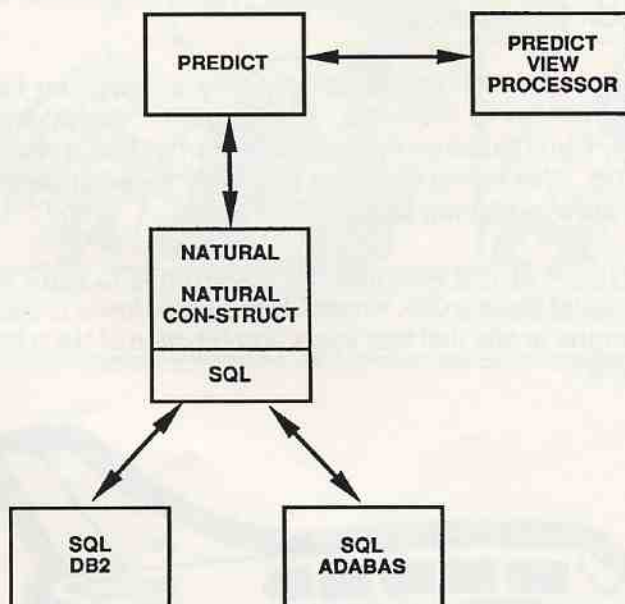 PREDICT
PREDICT
VIEW
PROCESSOR
NATURAL
NATURAL
CON-STRUCT
SQL
SQL
DB2
SQL
ADABAS